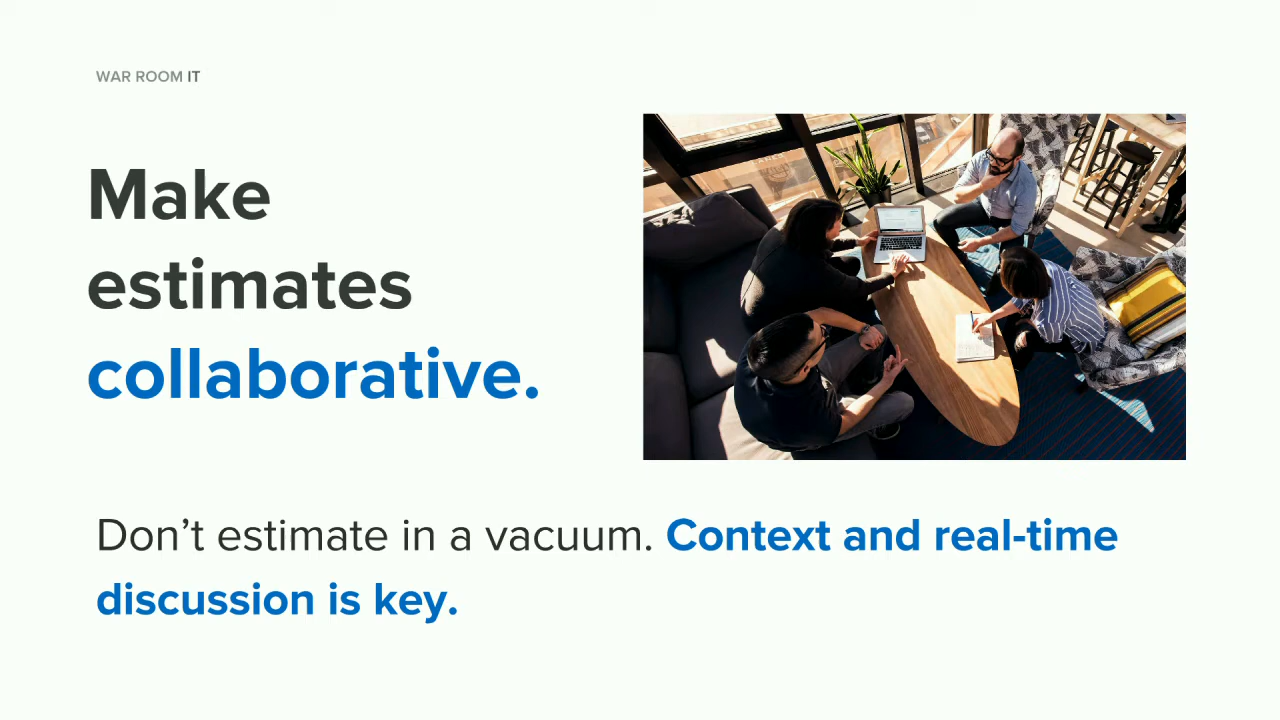 WAR ROOM IT
Make
estimates
collaborative.
Don’t estimate in a vacuum. Context and real-time
discussion is key.